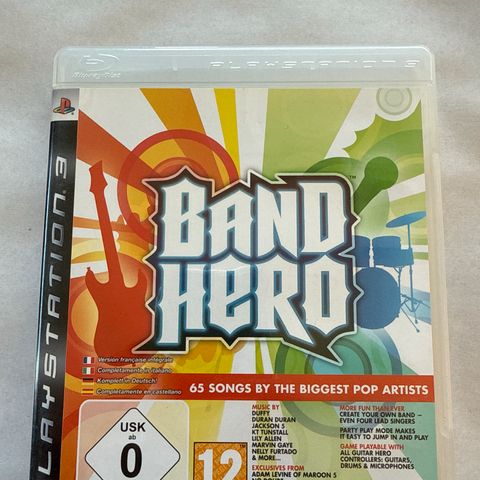 Blu-ray Disc
PLAYSTATION 3
PLAYSTATION 3
BAND HERO
TM
Version française intégrale
Completamente in italiano
Komplett in Deutsch!
Completamente en castellano
65 SONGS BY THE BIGGEST POP ARTISTS
USK
ab
0
12
MUSIC BY
DUFFY
DURAN DURAN
JACKSON 5
KT TUNSTALL
LILY ALLEN
MARVIN GAYE
NELLY FURTADO
& MORE...
EXCLUSIVES FROM
ADAM LEVINE OF MAROON 5
NO DOUBT
MORE FUN THAN EVER
CREATE YOUR OWN BAND –
EVEN FOUR LEAD SINGERS
PARTY PLAY MODE MAKES
IT EASY TO JUMP IN AND PLAY
GAME PLAYABLE WITH
ALL GUITAR HERO
CONTROLLERS: GUITARS,
DRUMS & MICROPHONES